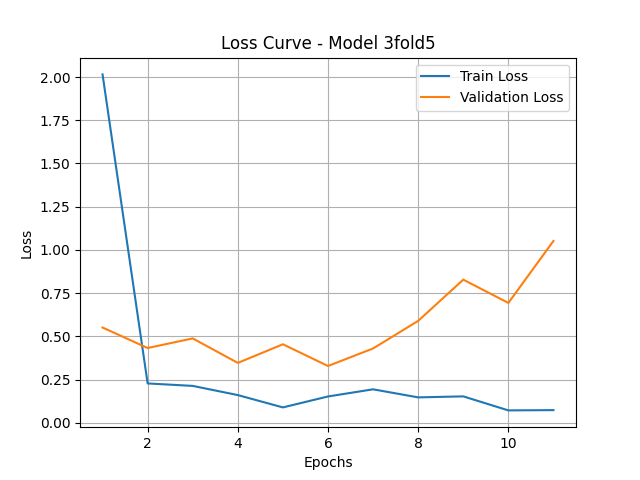 Loss Curve - Model 3fold5
Train Loss
Validation Loss
2.00
1.75
1.50
1.25
1.00
0.75
0.50
0.25
0.00
Loss
2 4 6 8 10
Epochs